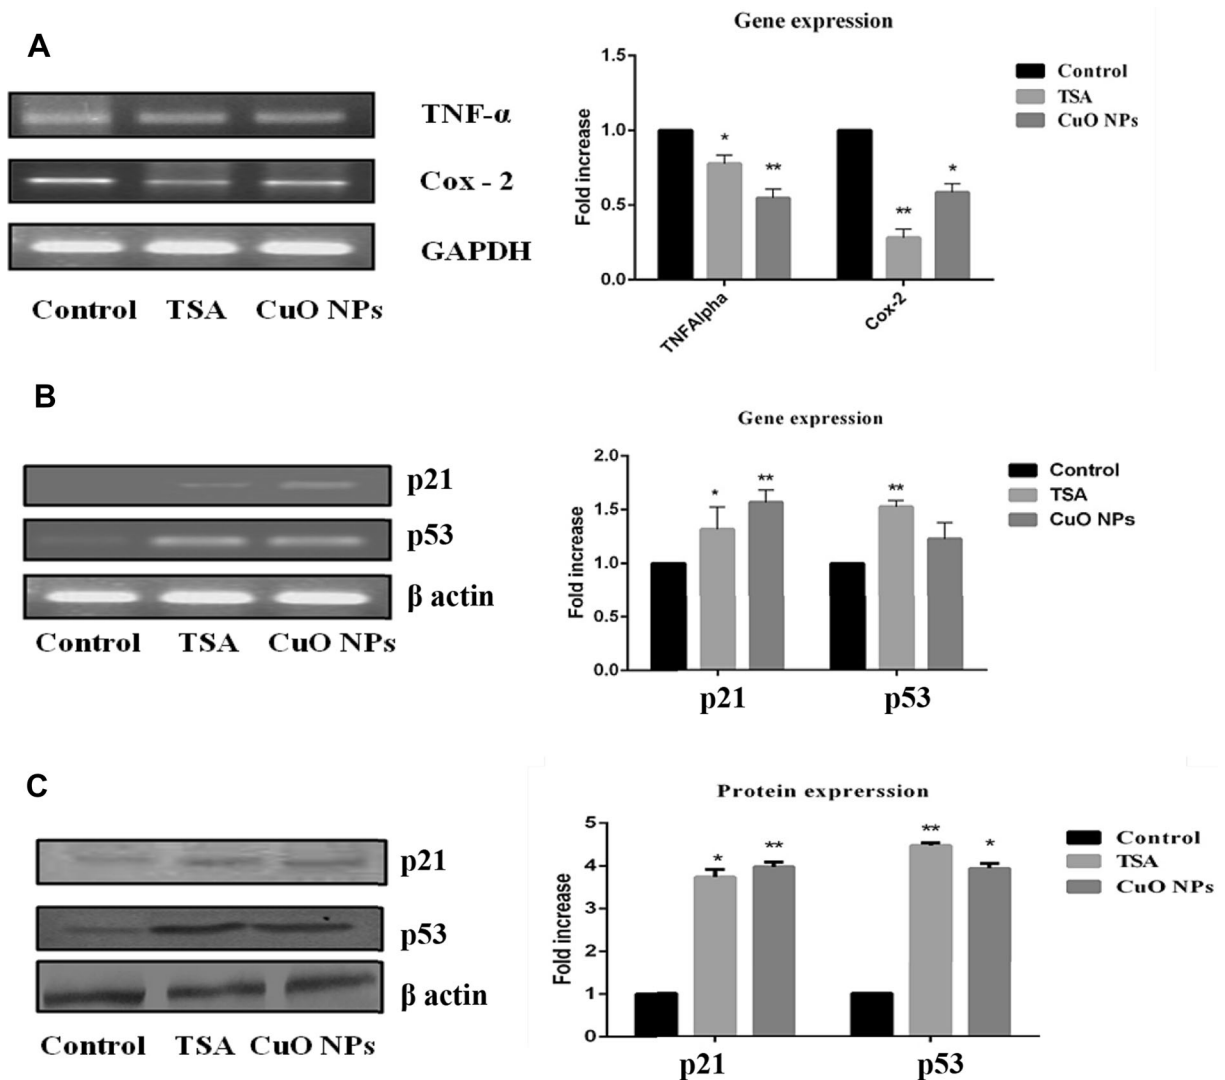 A
TNF-α
Cox - 2
GAPDH
Control TSA CuO NPs
Gene expression
Fold increase
1.5
1.0
0.5
0.0
* ** ** *
TNFAlpha
Cox-2
Control
TSA
CuO NPs
B
p21
p53
β actin
Control TSA CuO NPs
Gene expression
Fold increase
2.0
1.5
1.0
0.5
0.0
* ** **
p21 p53
Control
TSA
CuO NPs
C
p21
p53
β actin
Control TSA CuO NPs
Protein exprerssion
Fold increase
5
4
3
2
1
0
* ** ** *
p21 p53
Control
TSA
CuO NPs